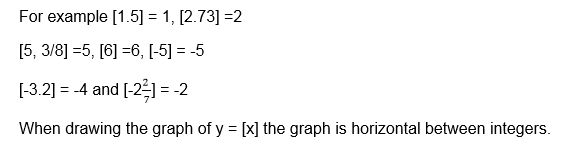 For example [1.5] = 1, [2.73] =2
[5, 3/8] =5, [6] =6, [-5] = -5
[-3.2] = -4 and [-2\frac{2}{7}] = -2
When drawing the graph of y = [x] the graph is horizontal between integers.